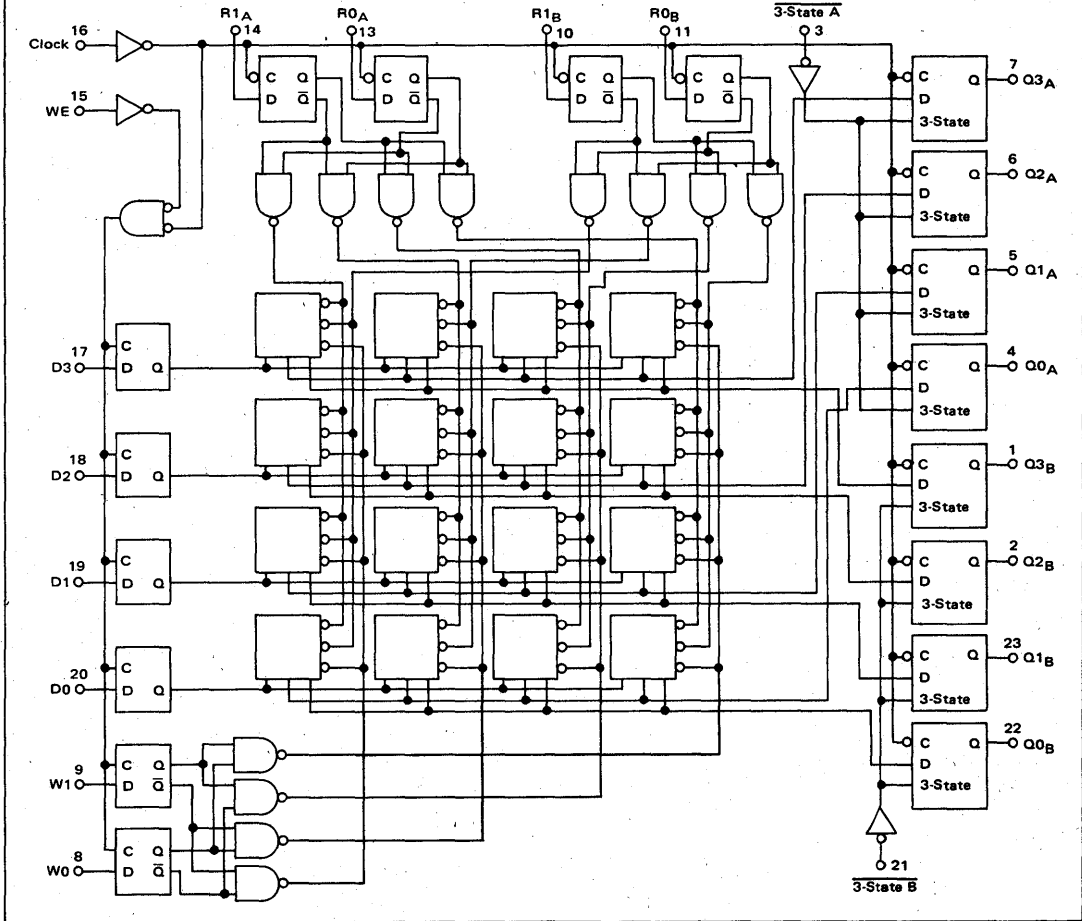 R1A R0A R1B R0B 3-State A
16 14 13 10 11 3
Clock
C Q
D Q
C Q
D Q
C Q
D Q
C Q
D Q
15
WE
7
C Q Q3A
D
3-State
6
C Q Q2A
D
3-State
5
C Q Q1A
D
3-State
4
C Q Q0A
D
3-State
1
C Q Q3B
D
3-State
2
C Q Q2B
D
3-State
23
C Q Q1B
D
3-State
22
C Q Q0B
D
3-State
17
C
D3 D Q
18
C
D2 D Q
19
C
D1 D Q
20
C
D0 D Q
9
C Q
W1 D Q
8
C Q
W0 D Q
21
3-State B